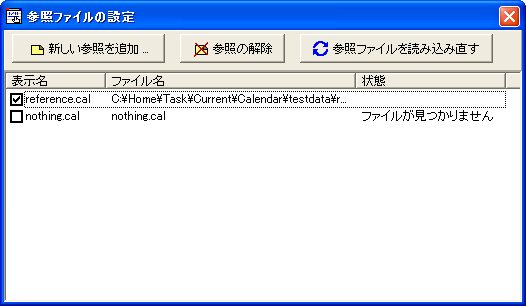 参照ファイルの設定
新しい参照を追加 ... 参照の解除 参照ファイルを読み込み直す
表示名 ファイル名 状態
reference.cal C:¥Home¥Task¥Current¥Calendar¥testdata¥r...
nothing.cal nothing.cal ファイルが見つかりません